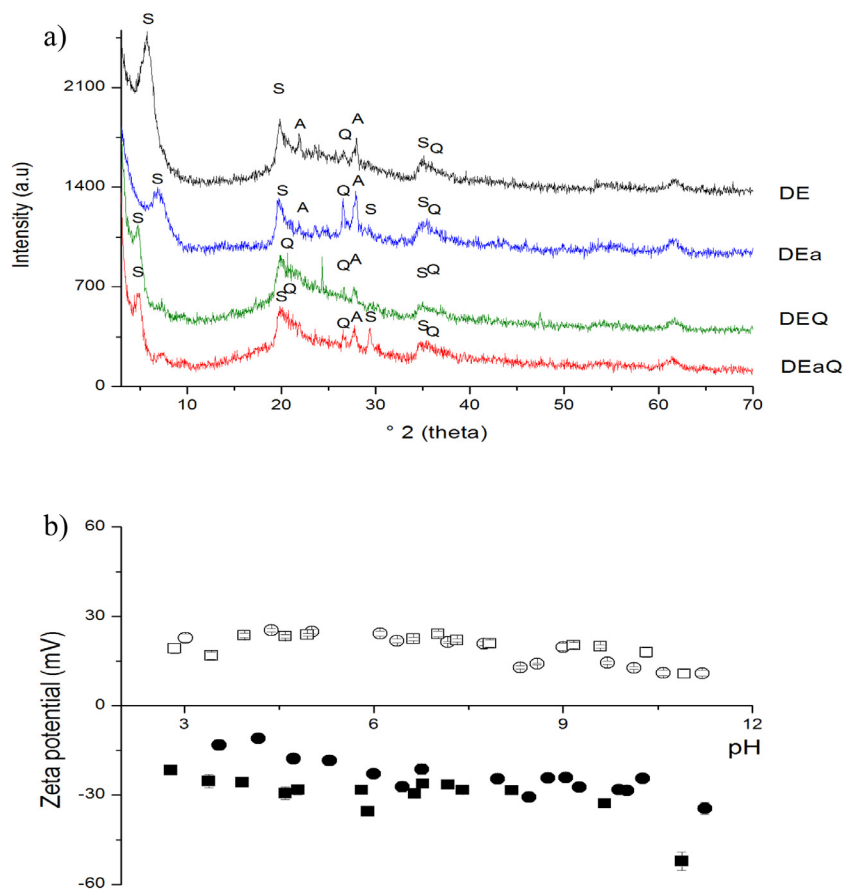 a)
S
2100
S
A
Q A
S Q
DE
1400
S
S
A
Q
A
S
S
Q
DEa
S
Q
700
Q A
S Q
DEQ
S
Q
S
Q A S
S
Q
DEaQ
0
10 20 30 40 50 60 70
° 2 (theta)
Intensity (a.u)
b)
60
30
0
3 6 9 12
pH
-30
-60
Zeta potential (mV)